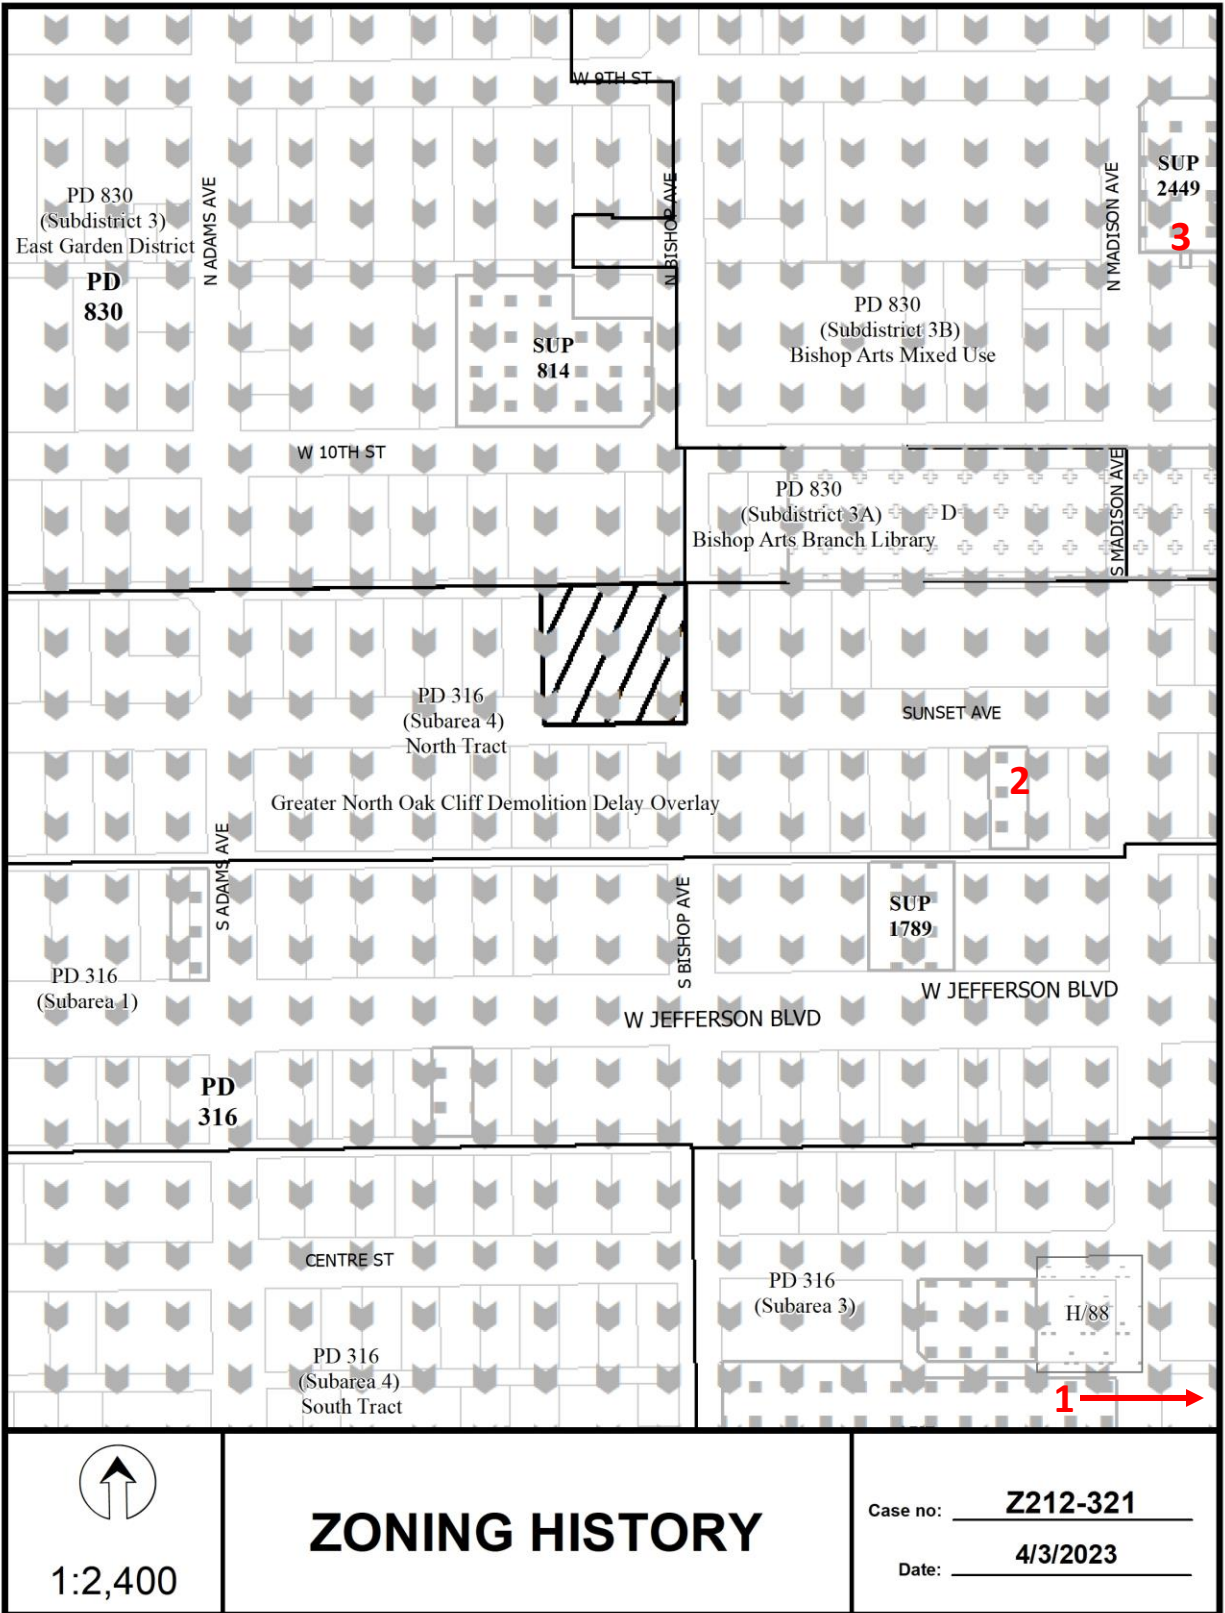 W 9TH ST
SUP
2449
3
PD 830
(Subdistrict 3)
East Garden District
N ADAMS AVE
N BISHOP AVE
N MADISON AVE
PD
830
PD 830
(Subdistrict 3B)
Bishop Arts Mixed Use
SUP
814
W 10TH ST
PD 830
(Subdistrict 3A)
Bishop Arts Branch Library
D
S MADISON AVE
PD 316
(Subarea 4)
North Tract
SUNSET AVE
2
Greater North Oak Cliff Demolition Delay Overlay
S ADAMS AVE
S BISHOP AVE
SUP
1789
PD 316
(Subarea 1)
W JEFFERSON BLVD
W JEFFERSON BLVD
PD
316
CENTRE ST
PD 316
(Subarea 3)
H/88
PD 316
(Subarea 4)
South Tract
1
1:2,400
ZONING HISTORY
Case no: Z212-321
Date: 4/3/2023